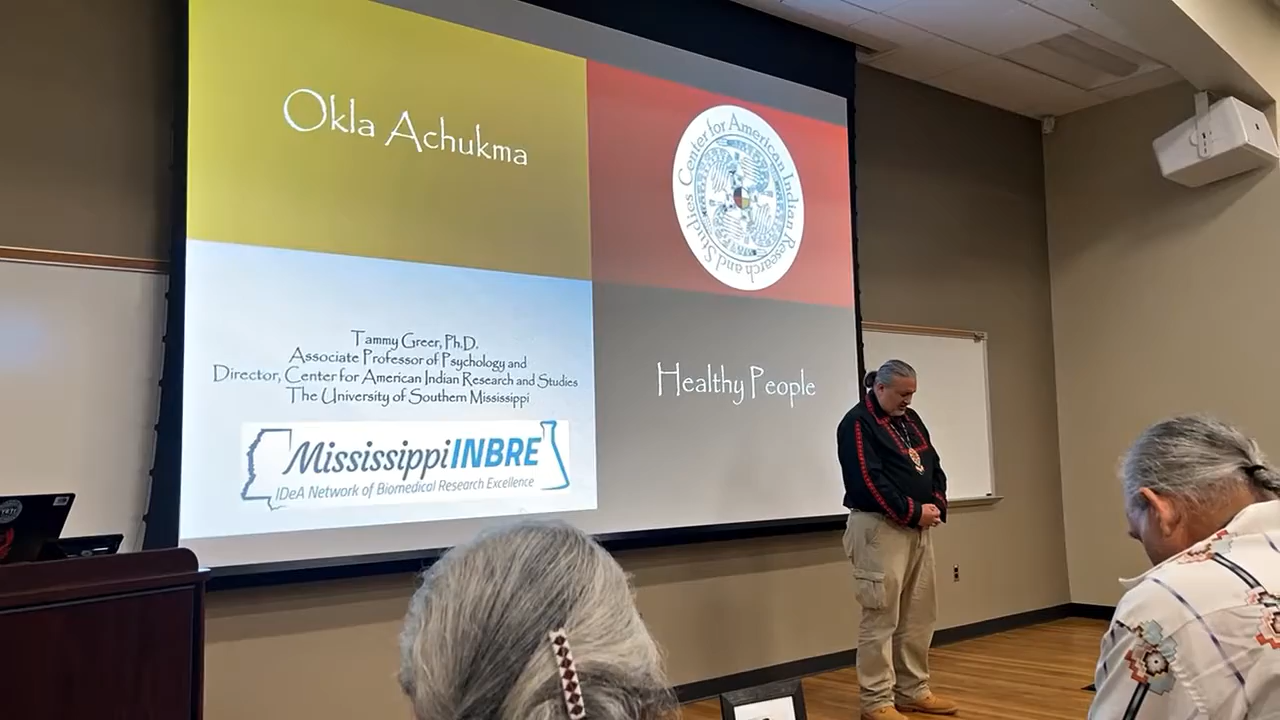 Okla Achukma
Center for American Indian Research and Studies
Tammy Greer, Ph.D.
Associate Professor of Psychology and
Director, Center for American Indian Research and Studies
The University of Southern Mississippi
Healthy People
MississippiINBRE
IDeA Network of Biomedical Research Excellence